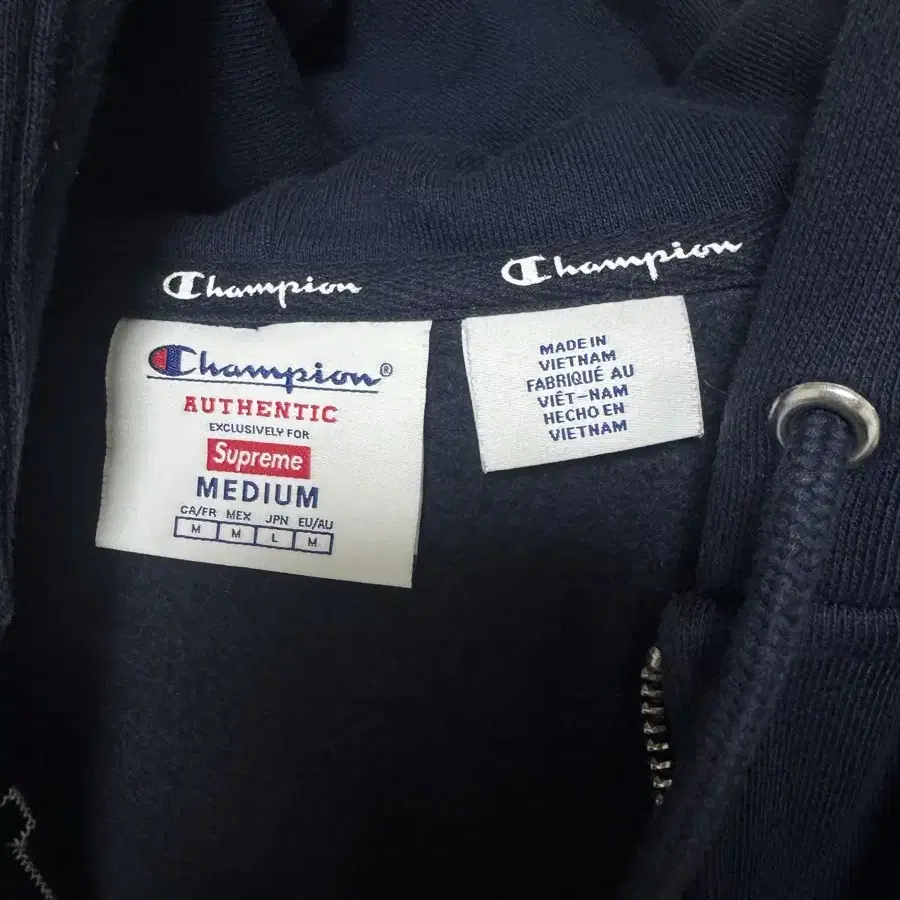 Champion
Champion
Champion®
AUTHENTIC
EXCLUSIVELY FOR
Supreme
MEDIUM
CA/FR MEX JPN EU/AU
M M L M
MADE IN
VIETNAM
FABRIQUÉ AU
VIÊT-NAM
HECHO EN
VIETNAM